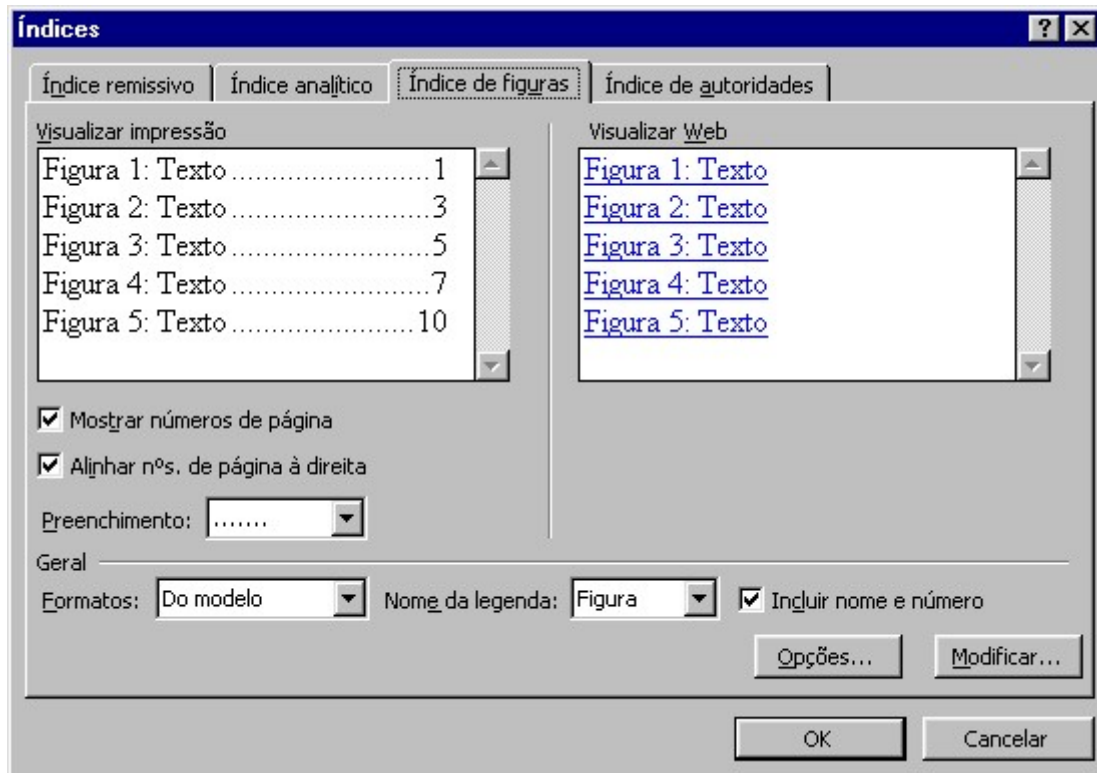 Índices
Índice remissivo Índice analítico Índice de figuras Índice de autoridades
Visualizar impressão
Figura 1: Texto ........................... 1
Figura 2: Texto ........................... 3
Figura 3: Texto ........................... 5
Figura 4: Texto ........................... 7
Figura 5: Texto ......................... 10
Visualizar Web
Figura 1: Texto
Figura 2: Texto
Figura 3: Texto
Figura 4: Texto
Figura 5: Texto
Mostrar números de página
Alinhar nºs. de página à direita
Preenchimento: .......
Geral
Formatos: Do modelo Nome da legenda: Figura Incluir nome e número
Opções... Modificar...
OK Cancelar